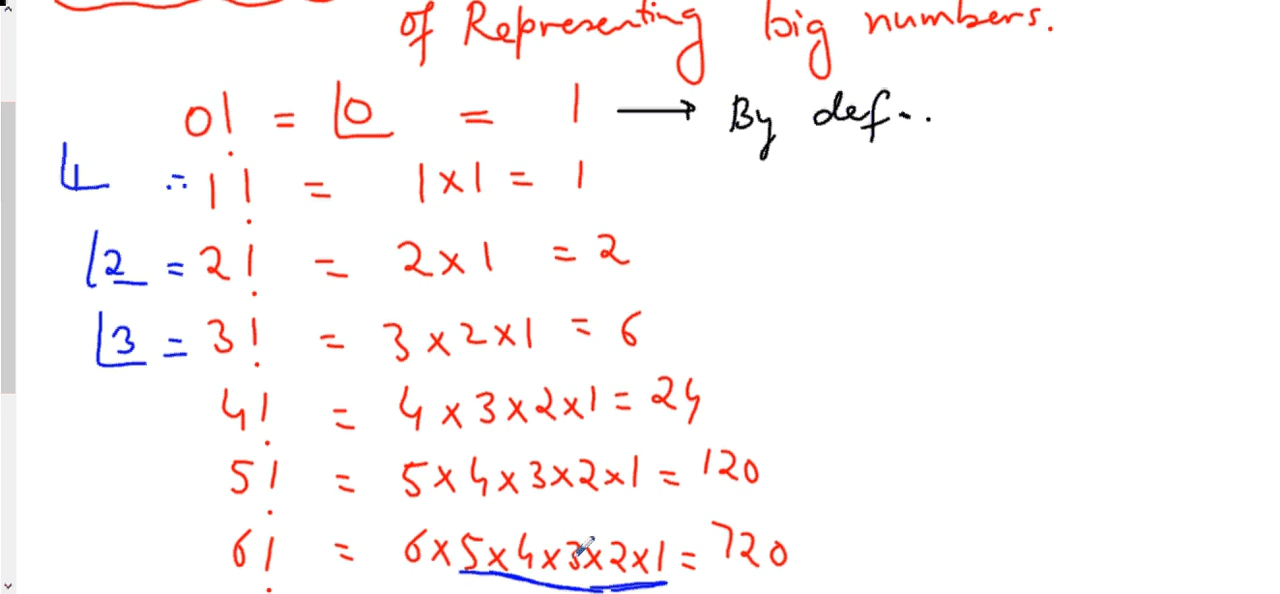 of Representing big numbers.
0! = |0 = 1 → By def..
|1 ∴ 1! = 1×1 = 1
|2 = 2! = 2×1 = 2
|3 = 3! = 3×2×1 = 6
4! = 4×3×2×1 = 24
5! = 5×4×3×2×1 = 120
6! = 6×5×4×3×2×1 = 720